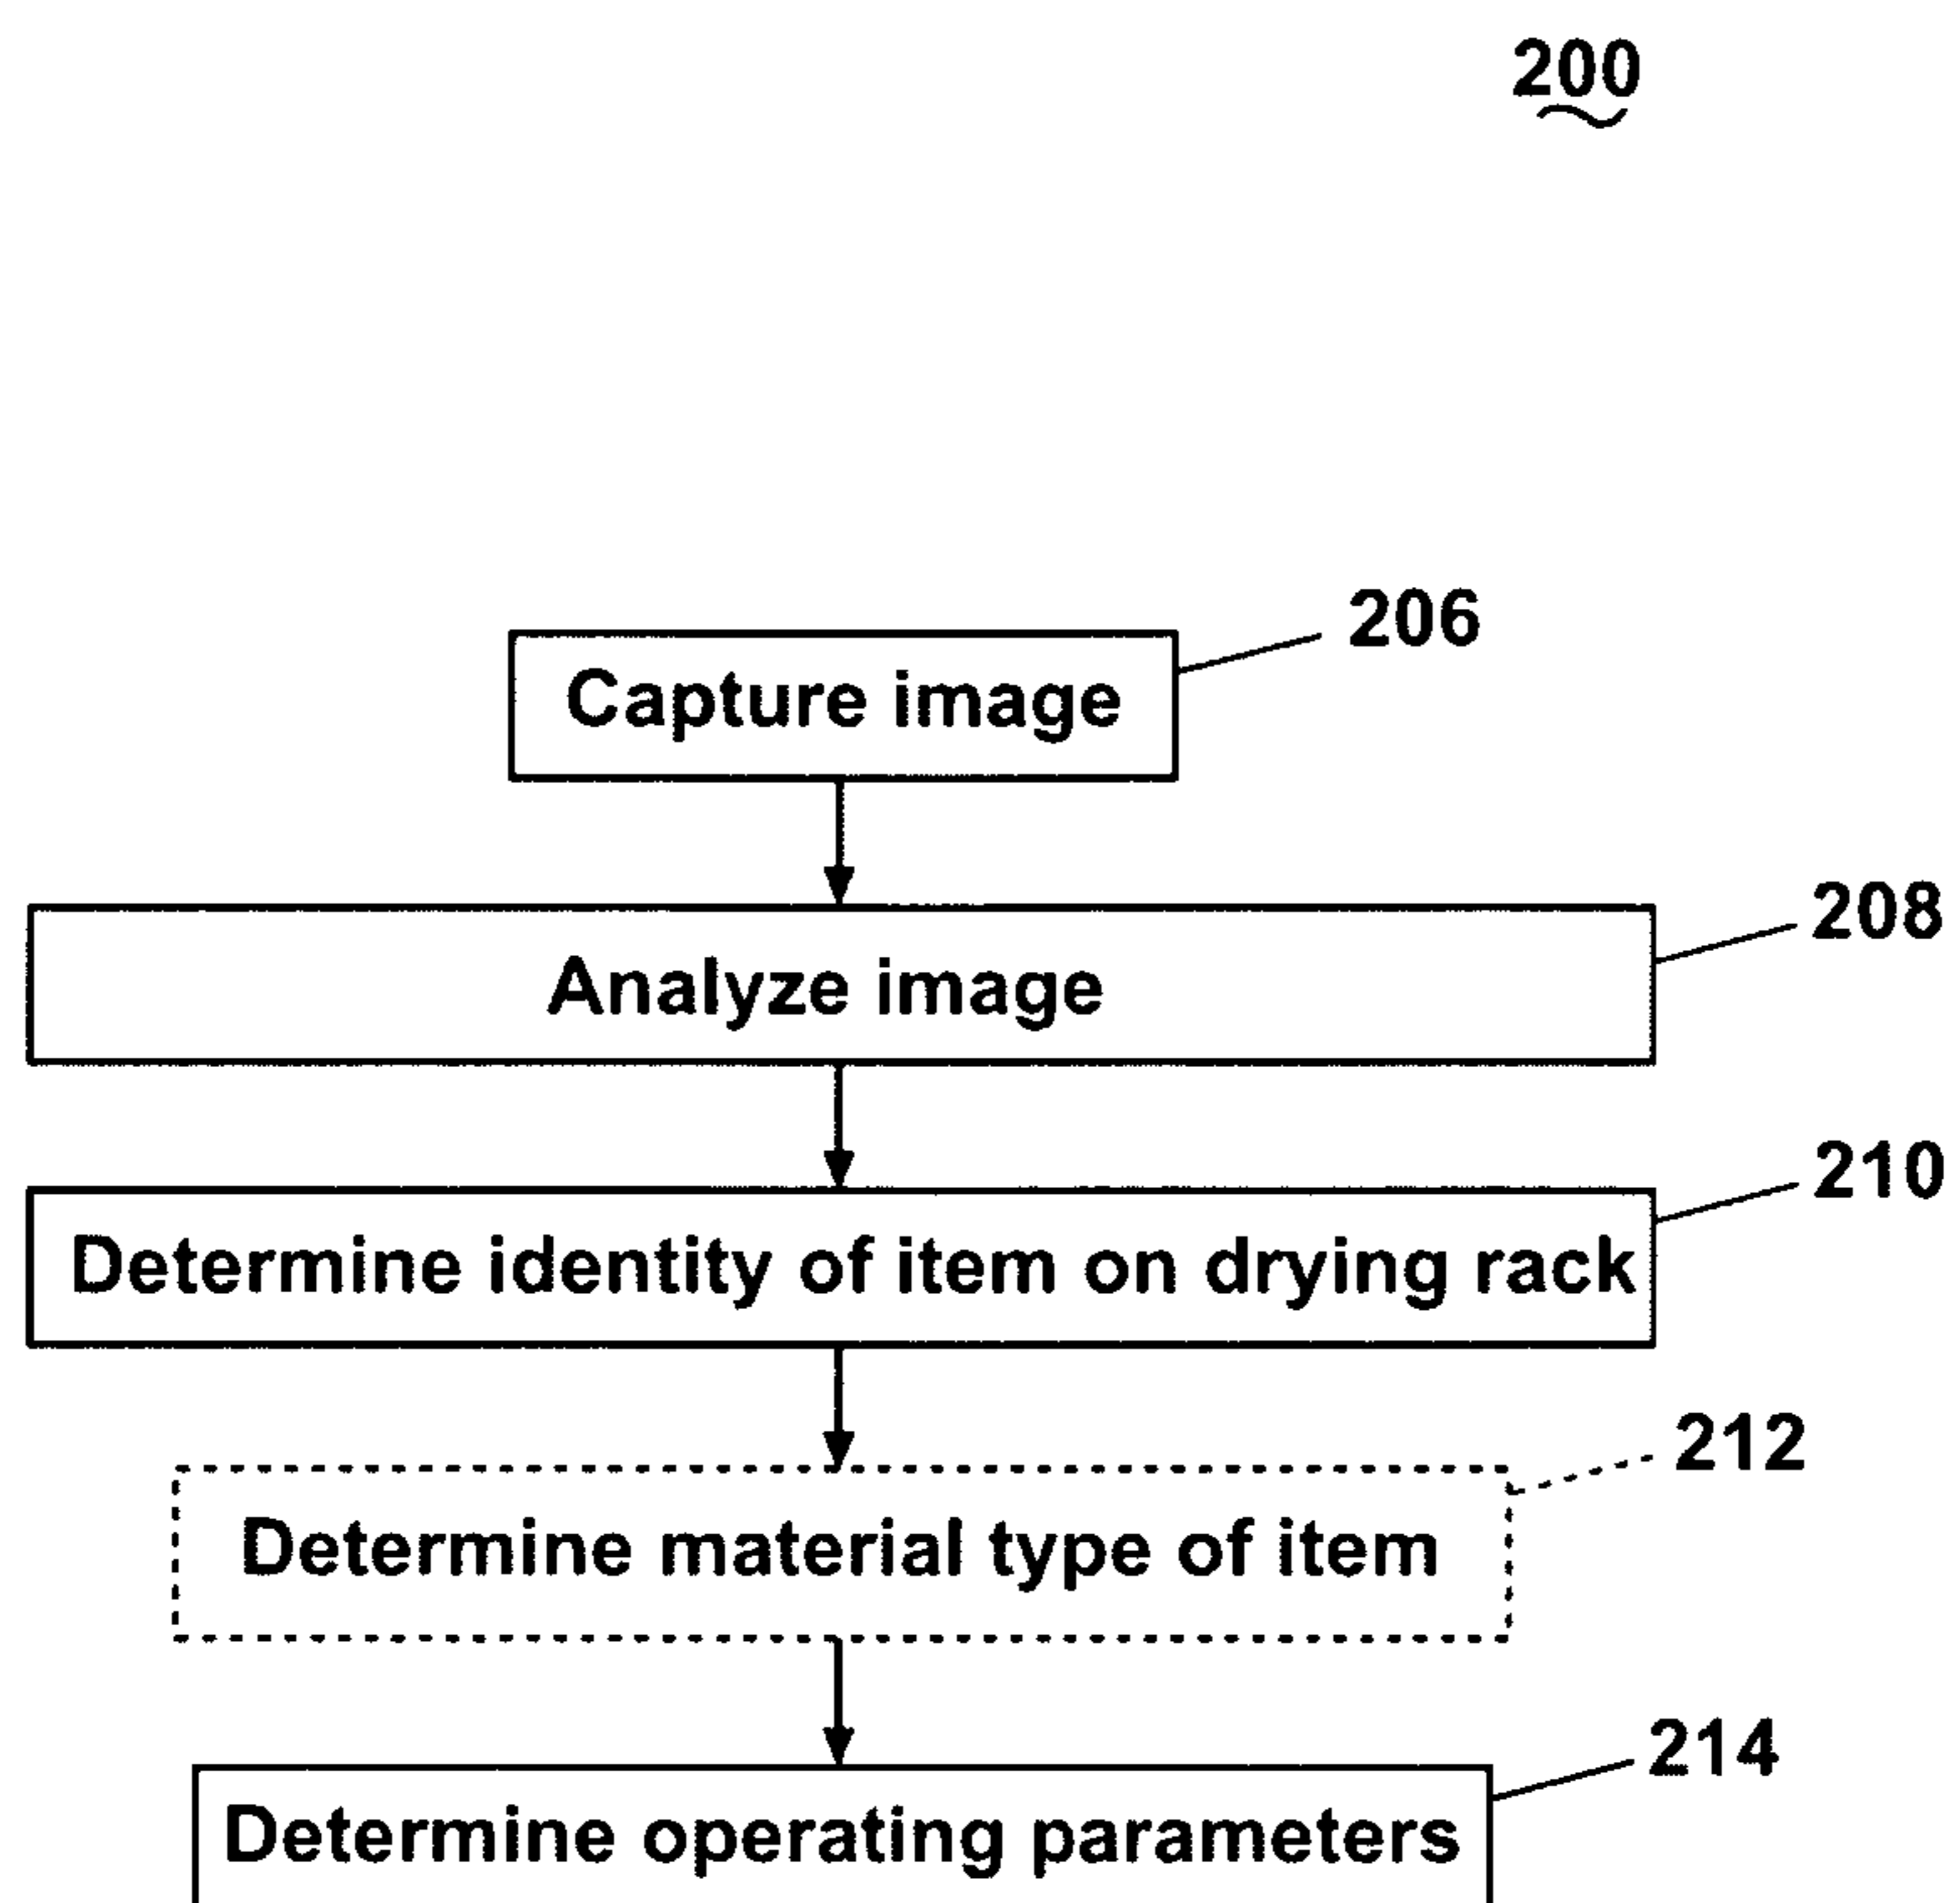 200
206
Capture image
208
Analyze image
210
Determine identity of item on drying rack
212
Determine material type of item
214
Determine operating parameters